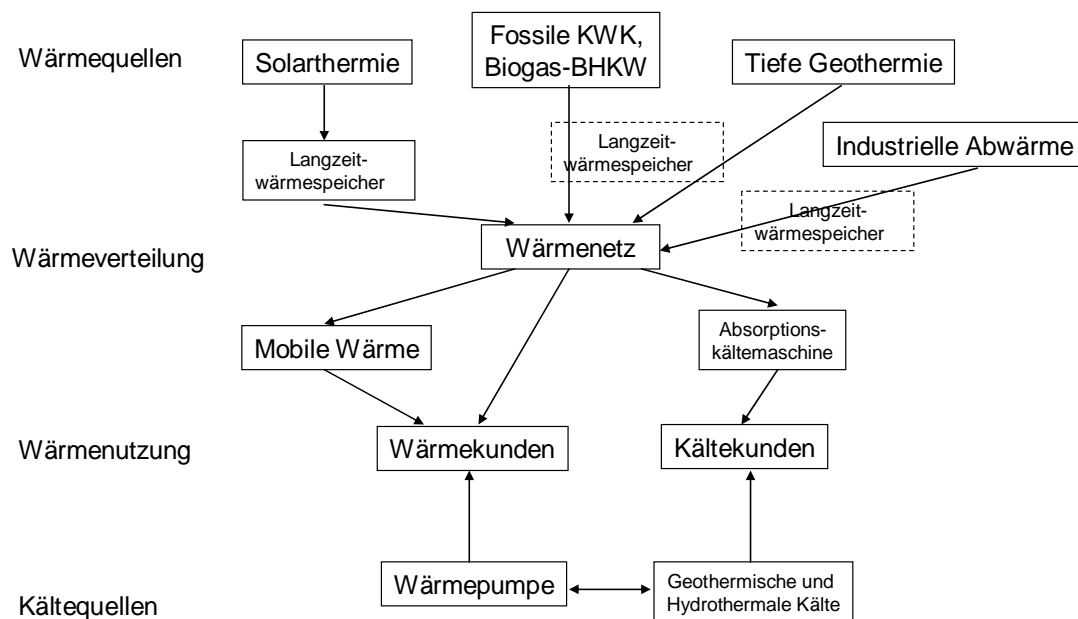 Wärmequellen
Solarthermie
Fossile KWK,
Biogas-BHKW
Tiefe Geothermie
Langzeit-
wärmespeicher
Langzeit-
wärmespeicher
Industrielle Abwärme
Langzeit-
wärmespeicher
Wärmeverteilung
Wärmenetz
Mobile Wärme
Absorptions-
kältemaschine
Wärmenutzung
Wärmekunden
Kältekunden
Kältequellen
Wärmepumpe
Geothermische und
Hydrothermale Kälte